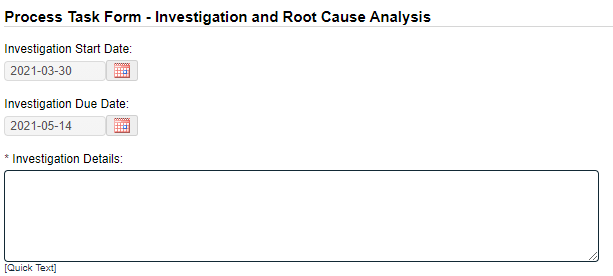 Process Task Form - Investigation and Root Cause Analysis
Investigation Start Date:
2021-03-30
Investigation Due Date:
2021-05-14
* Investigation Details:
[Quick Text]